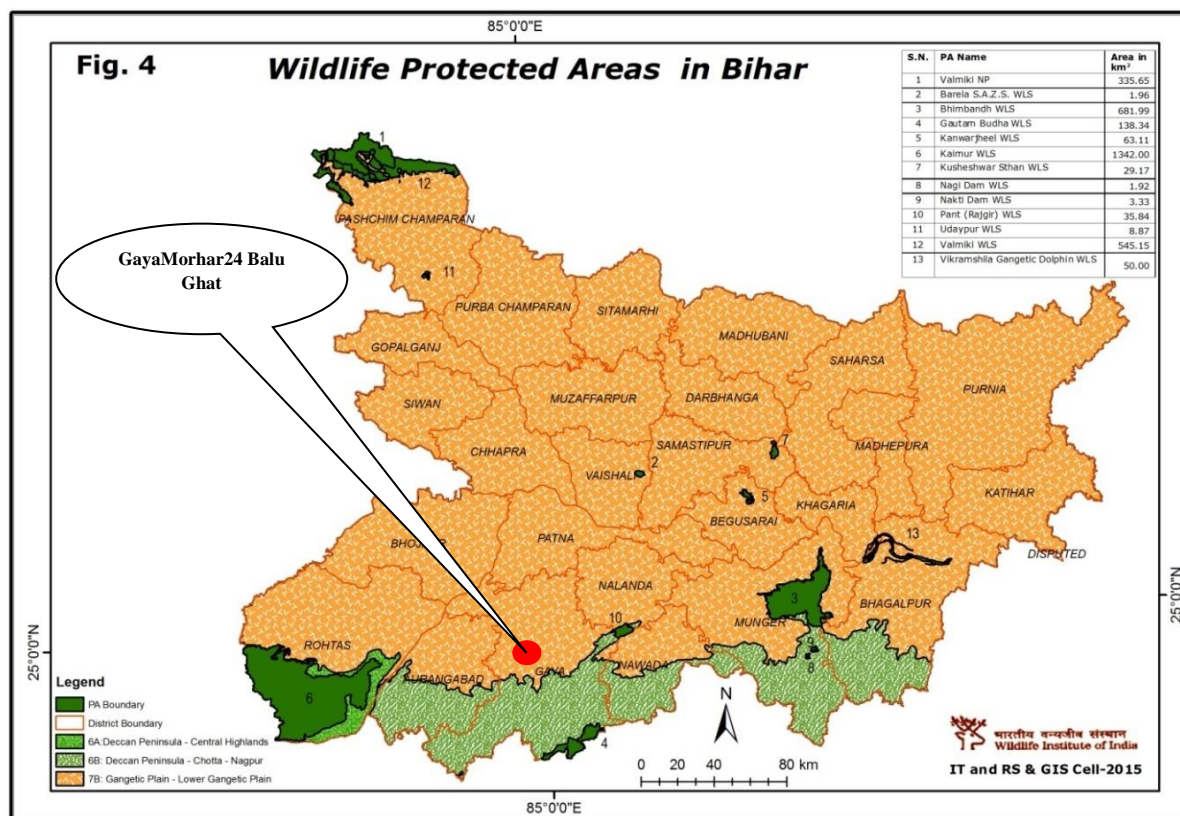 85°0'0"E
Fig. 4
Wildlife Protected Areas in Bihar
S.N. PA Name Area in km²
1 Valmiki NP 335.65
2 Barela S.A.Z.S. WLS 1.96
3 Bhimbandh WLS 681.99
4 Gautam Budha WLS 138.34
5 Kanwarjheel WLS 63.11
6 Kaimur WLS 1342.00
7 Kusheshwar Sthan WLS 29.17
8 Nagi Dam WLS 1.92
9 Nakti Dam WLS 3.33
10 Pant (Rajgir) WLS 35.84
11 Udaypur WLS 8.87
12 Valmiki WLS 545.15
13 Vikramshila Gangetic Dolphin WLS 50.00
1
12
PASHCHIM CHAMPARAN
GayaMorhar24 Balu
Ghat
11
PURBA CHAMPARAN
SITAMARHI
MADHUBANI
GOPALGANJ
SAHARSA
PURNIA
SIWAN
MUZAFFARPUR
DARBHANGA
CHHAPRA
SAMASTIPUR
7
MADHEPURA
VAISHALI
2
5
KHAGARIA
KATIHAR
BEGUSARAI
PATNA
13
DISPUTED
NALANDA
3
BHAGALPUR
10
MUNGER
25°0'0"N
25°0'0"N
ROHTAS
GAYA
NAWADA
9
8
6
4
N
Legend
PA Boundary
District Boundary
6A:Deccan Peninsula - Central Highlands
6B: Deccan Peninsula - Chotta - Nagpur
7B: Gangetic Plain - Lower Gangetic Plain
0 20 40 60 80 km
भारतीय वन्यजीव संस्थान
Wildlife Institute of India
IT and RS & GIS Cell-2015
85°0'0"E